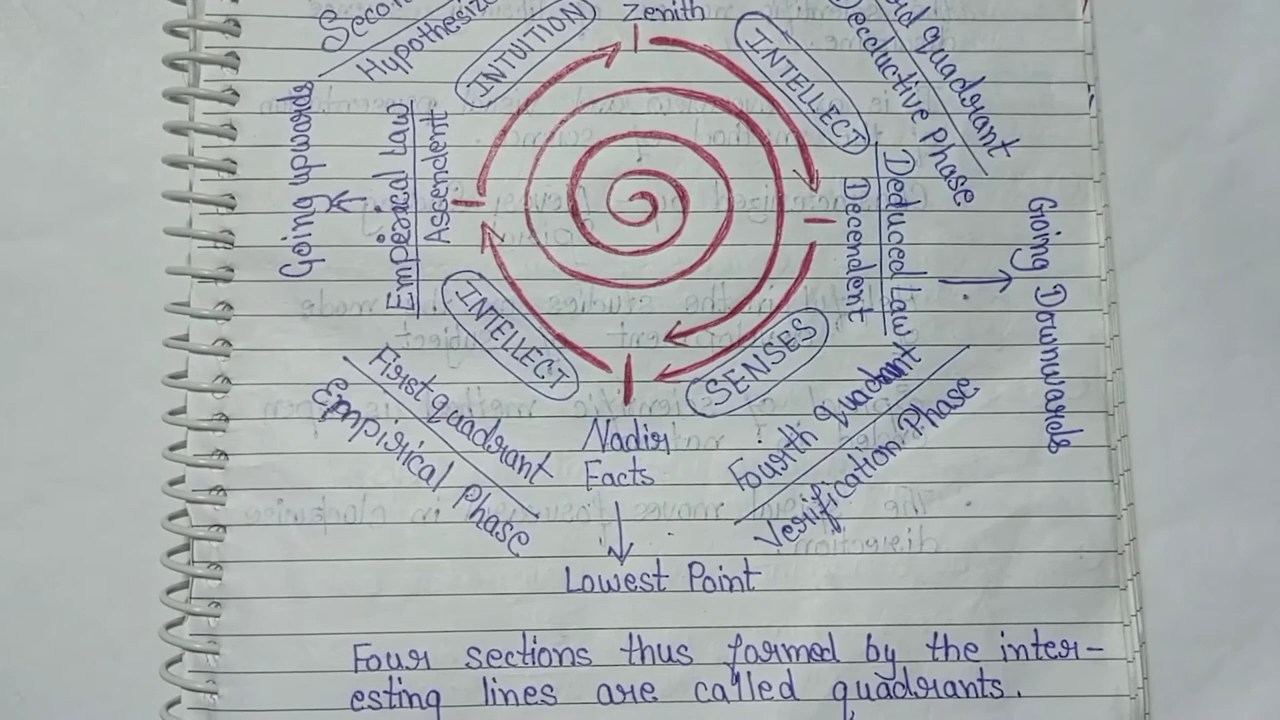 Zenith
Hypothesize
INTUITION
INTELLECT
quadrant
Deductive Phase
Going upwards
Empirical Law
Ascendent
Deduced Law
Decendent
Going Downwards
INTELLECT
SENSES
First quadrant
Empirical Phase
Nadir
Facts
Fourth quadrant
Verification Phase
Lowest Point
Four sections thus formed by the inter-
esting lines are called quadrants.